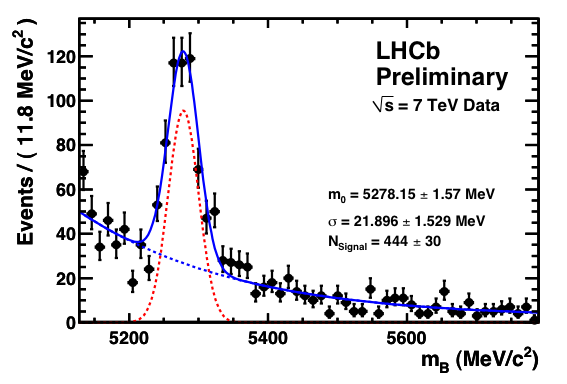 LHCb
Preliminary
√s = 7 TeV Data
m₀ = 5278.15 ± 1.57 MeV
σ = 21.896 ± 1.529 MeV
N_Signal = 444 ± 30
Events / ( 11.8 MeV/c² )
120
100
80
60
40
20
0
5200 5400 5600
m_B (MeV/c²)